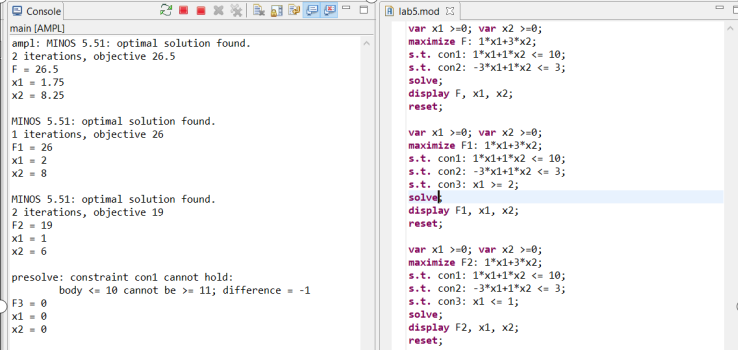 Console
main [AMPL]
ampl: MINOS 5.51: optimal solution found.
2 iterations, objective 26.5
F = 26.5
x1 = 1.75
x2 = 8.25
MINOS 5.51: optimal solution found.
1 iterations, objective 26
F1 = 26
x1 = 2
x2 = 8
MINOS 5.51: optimal solution found.
2 iterations, objective 19
F2 = 19
x1 = 1
x2 = 6
presolve: constraint con1 cannot hold:
body <= 10 cannot be >= 11; difference = -1
F3 = 0
x1 = 0
x2 = 0
lab5.mod
var x1 >=0; var x2 >=0;
maximize F: 1*x1+3*x2;
s.t. con1: 1*x1+1*x2 <= 10;
s.t. con2: -3*x1+1*x2 <= 3;
solve;
display F, x1, x2;
reset;
var x1 >=0; var x2 >=0;
maximize F1: 1*x1+3*x2;
s.t. con1: 1*x1+1*x2 <= 10;
s.t. con2: -3*x1+1*x2 <= 3;
s.t. con3: x1 >= 2;
solve;
display F1, x1, x2;
reset;
var x1 >=0; var x2 >=0;
maximize F2: 1*x1+3*x2;
s.t. con1: 1*x1+1*x2 <= 10;
s.t. con2: -3*x1+1*x2 <= 3;
s.t. con3: x1 <= 1;
solve;
display F2, x1, x2;
reset;